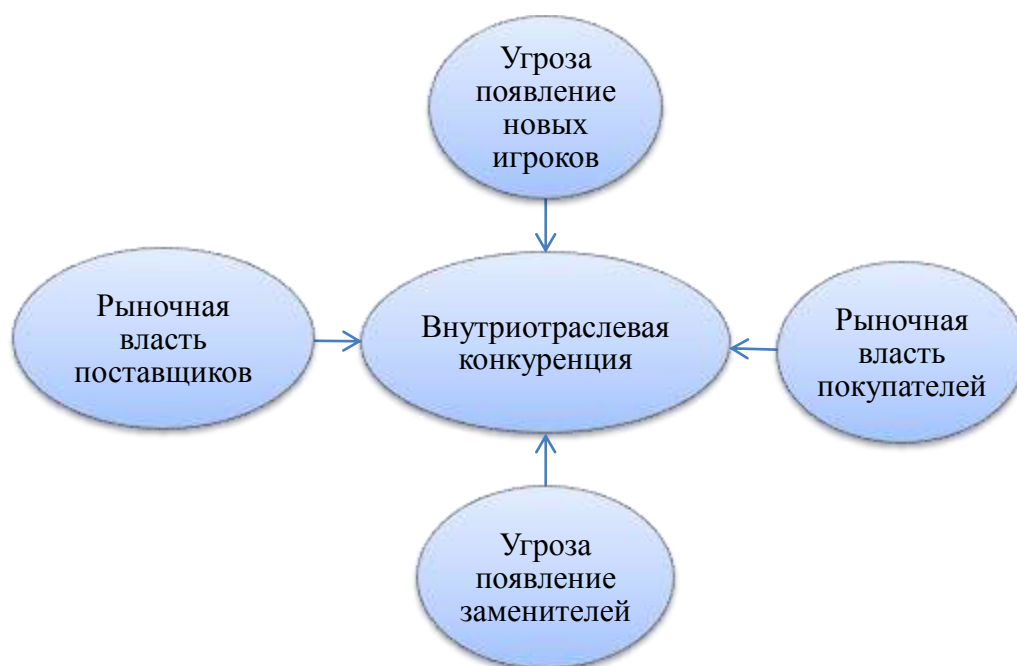 Угроза
появление
новых
игроков
Рыночная
власть
поставщиков
Внутриотраслевая
конкуренция
Рыночная
власть
покупателей
Угроза
появление
заменителей